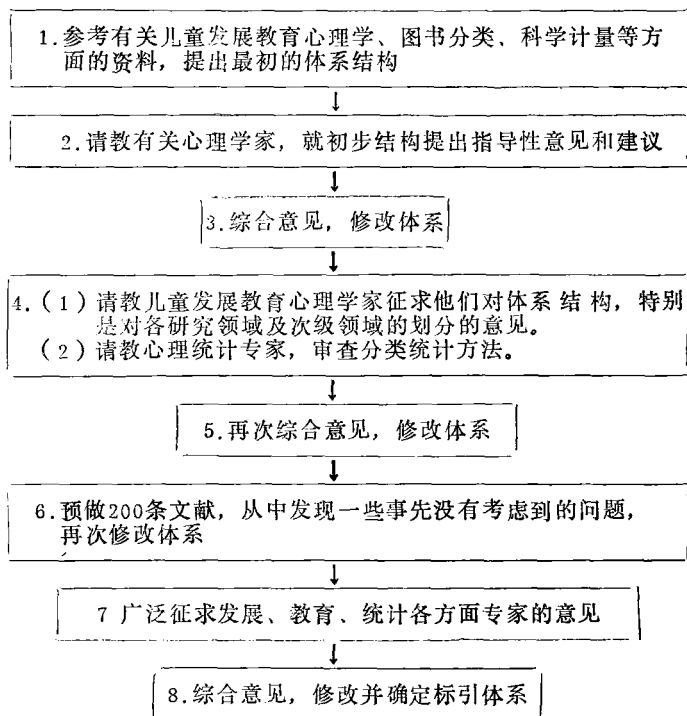 1.参考有关儿童发展教育心理学、图书分类、科学计量等方
面的资料，提出最初的体系结构
2.请教有关心理学家，就初步结构提出指导性意见和建议
3.综合意见，修改体系
4.（1）请教儿童发展教育心理学家征求他们对体系结构，特别
是对各研究领域及次级领域的划分的意见。
（2）请教心理统计专家，审查分类统计方法。
5.再次综合意见，修改体系
6.预做200条文献，从中发现一些事先没有考虑到的问题，
再次修改体系
7 广泛征求发展、教育、统计各方面专家的意见
8.综合意见，修改并确定标引体系